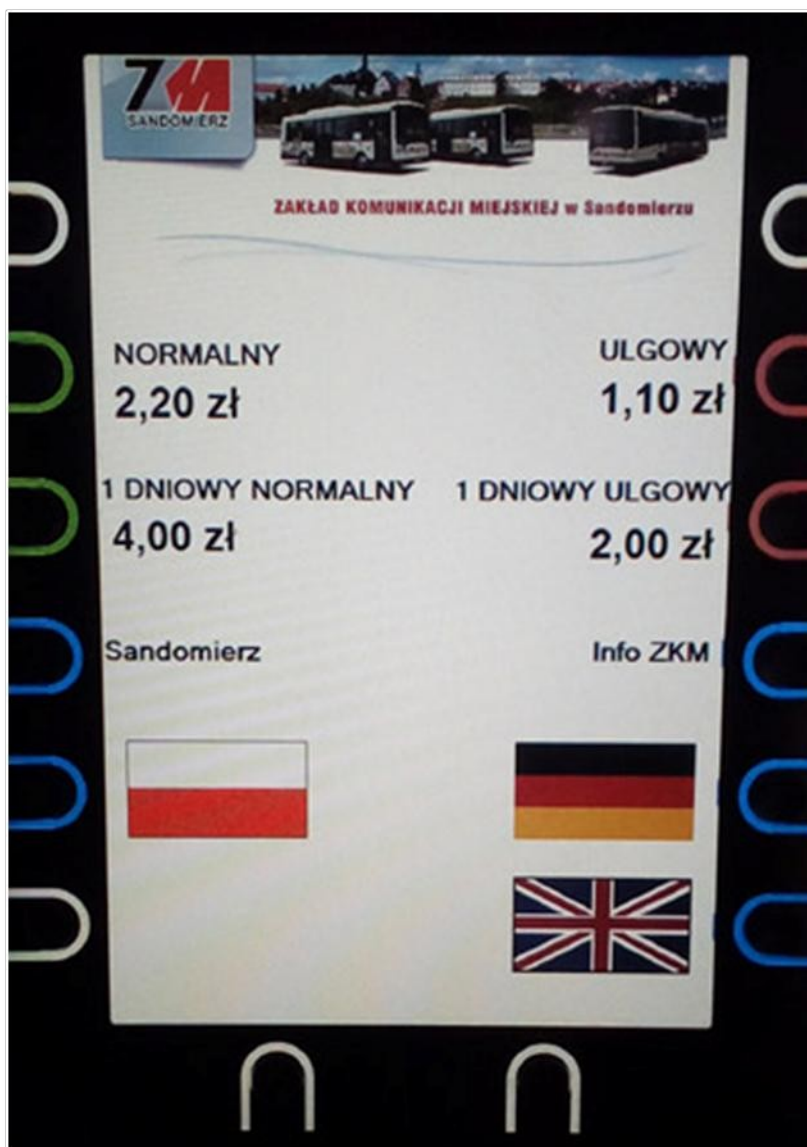 ZM
SANDOMIERZ
ZAKŁAD KOMUNIKACJI MIEJSKIEJ w Sandomierzu
NORMALNY
ULGOWY
2,20 zł
1,10 zł
1 DNIOWY NORMALNY
1 DNIOWY ULGOWY
4,00 zł
2,00 zł
Sandomierz
Info ZKM